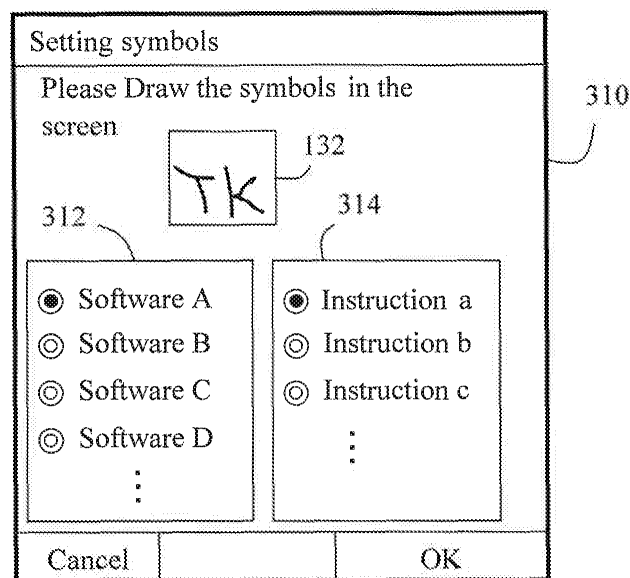 Setting symbols
Please Draw the symbols in the
screen
310
132
TK
312
314
Software A
Software B
Software C
Software D
Instruction a
Instruction b
Instruction c
Cancel
OK